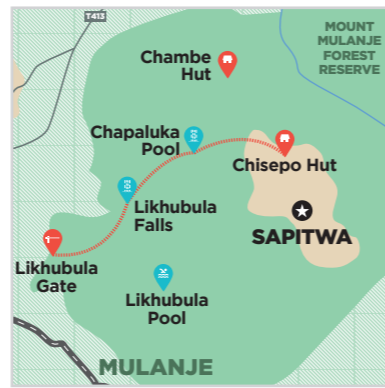 T413
MOUNT
MULANJE
FOREST
RESERVE
Chambe
Hut
Chapaluka
Pool
Chisepo Hut
Likhubula
Falls
SAPITWA
Likhubula
Gate
Likhubula
Pool
MULANJE